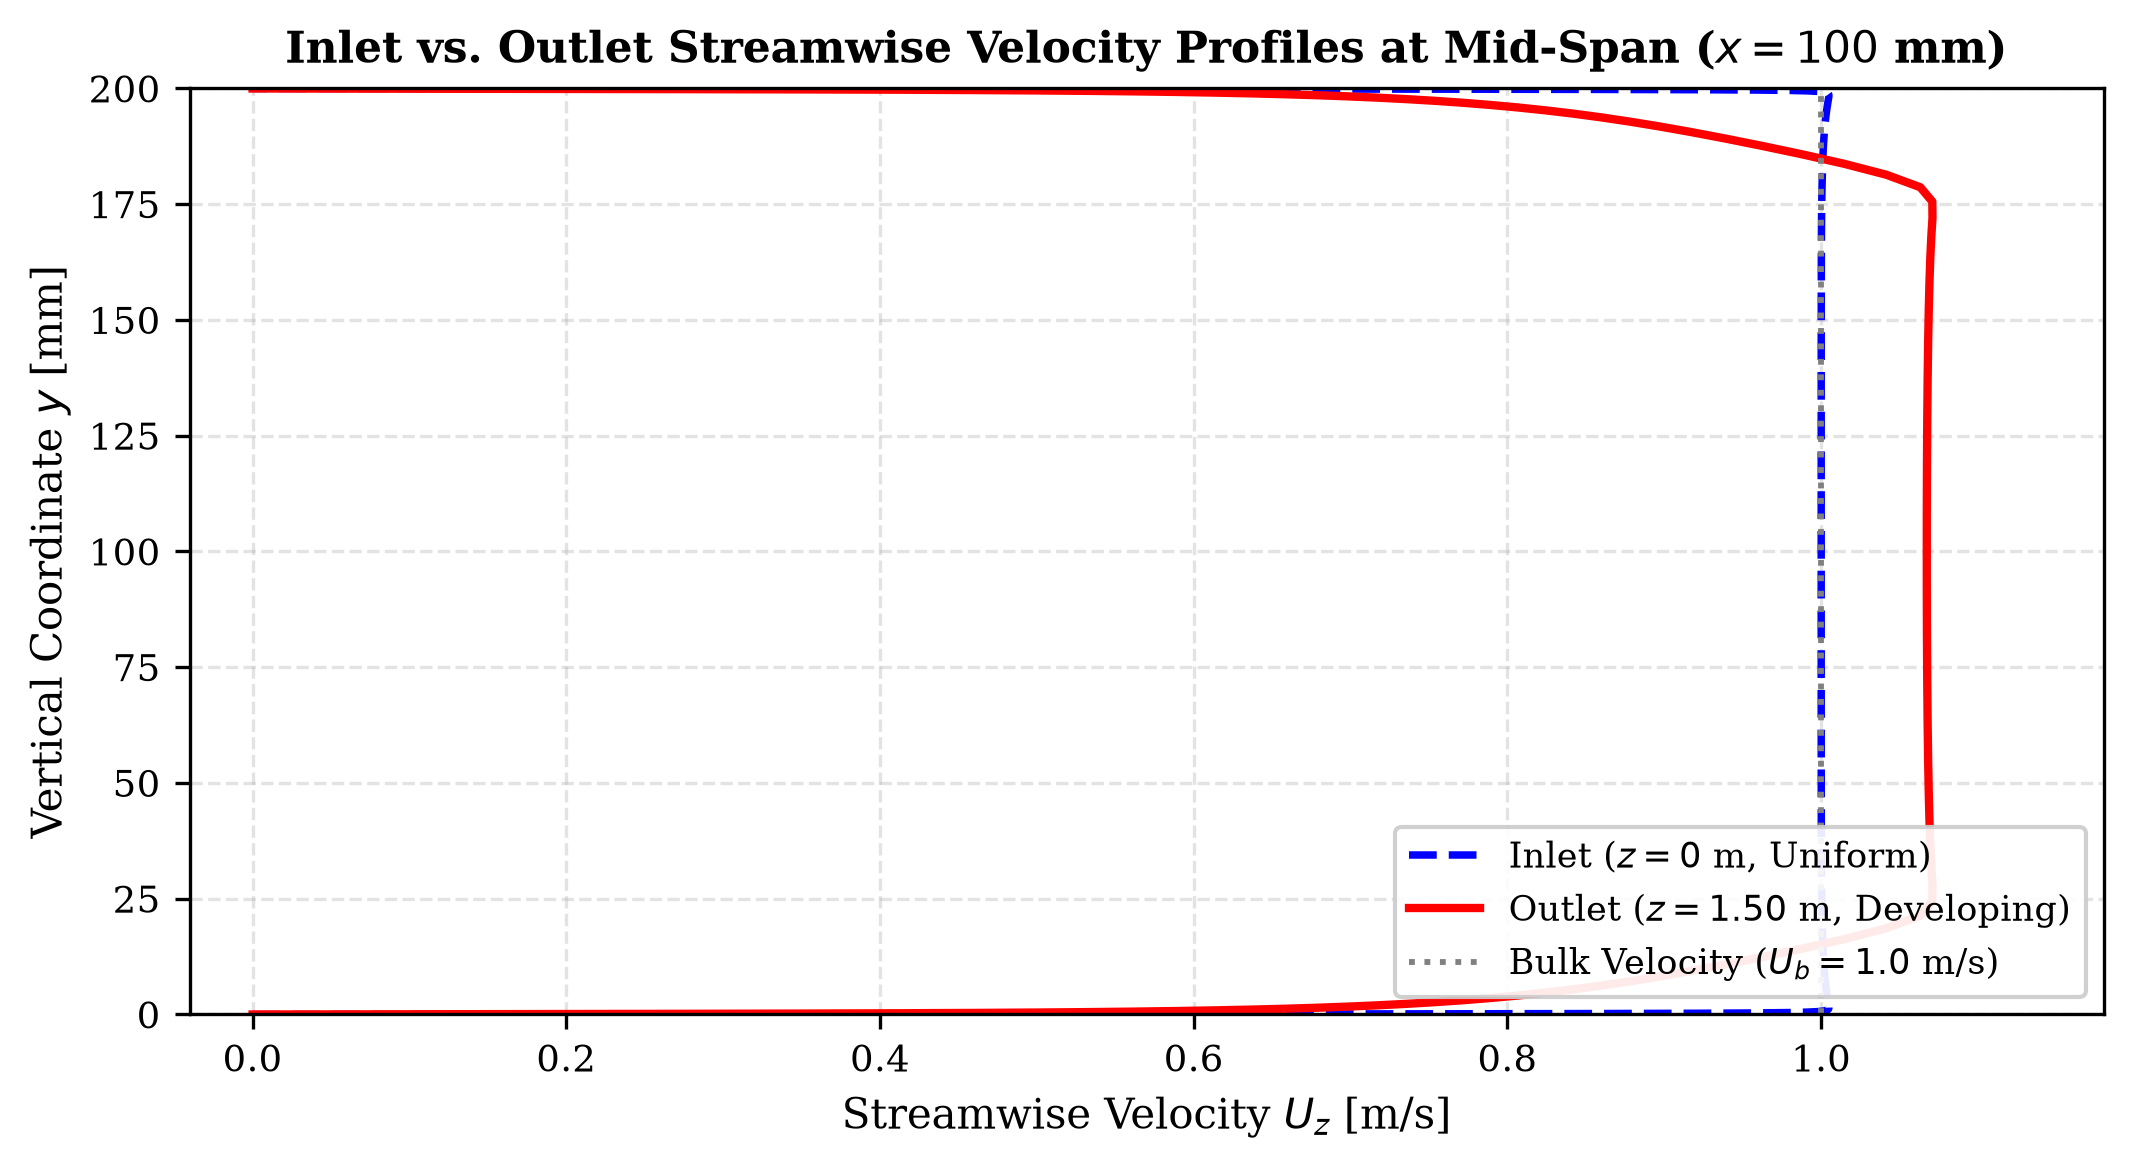 Inlet vs. Outlet Streamwise Velocity Profiles at Mid-Span (x = 100 mm)
Vertical Coordinate y [mm]
200
175
150
125
100
75
50
25
0
Inlet (z = 0 m, Uniform)
Outlet (z = 1.50 m, Developing)
Bulk Velocity (U_b = 1.0 m/s)
0.0 0.2 0.4 0.6 0.8 1.0
Streamwise Velocity U_z [m/s]